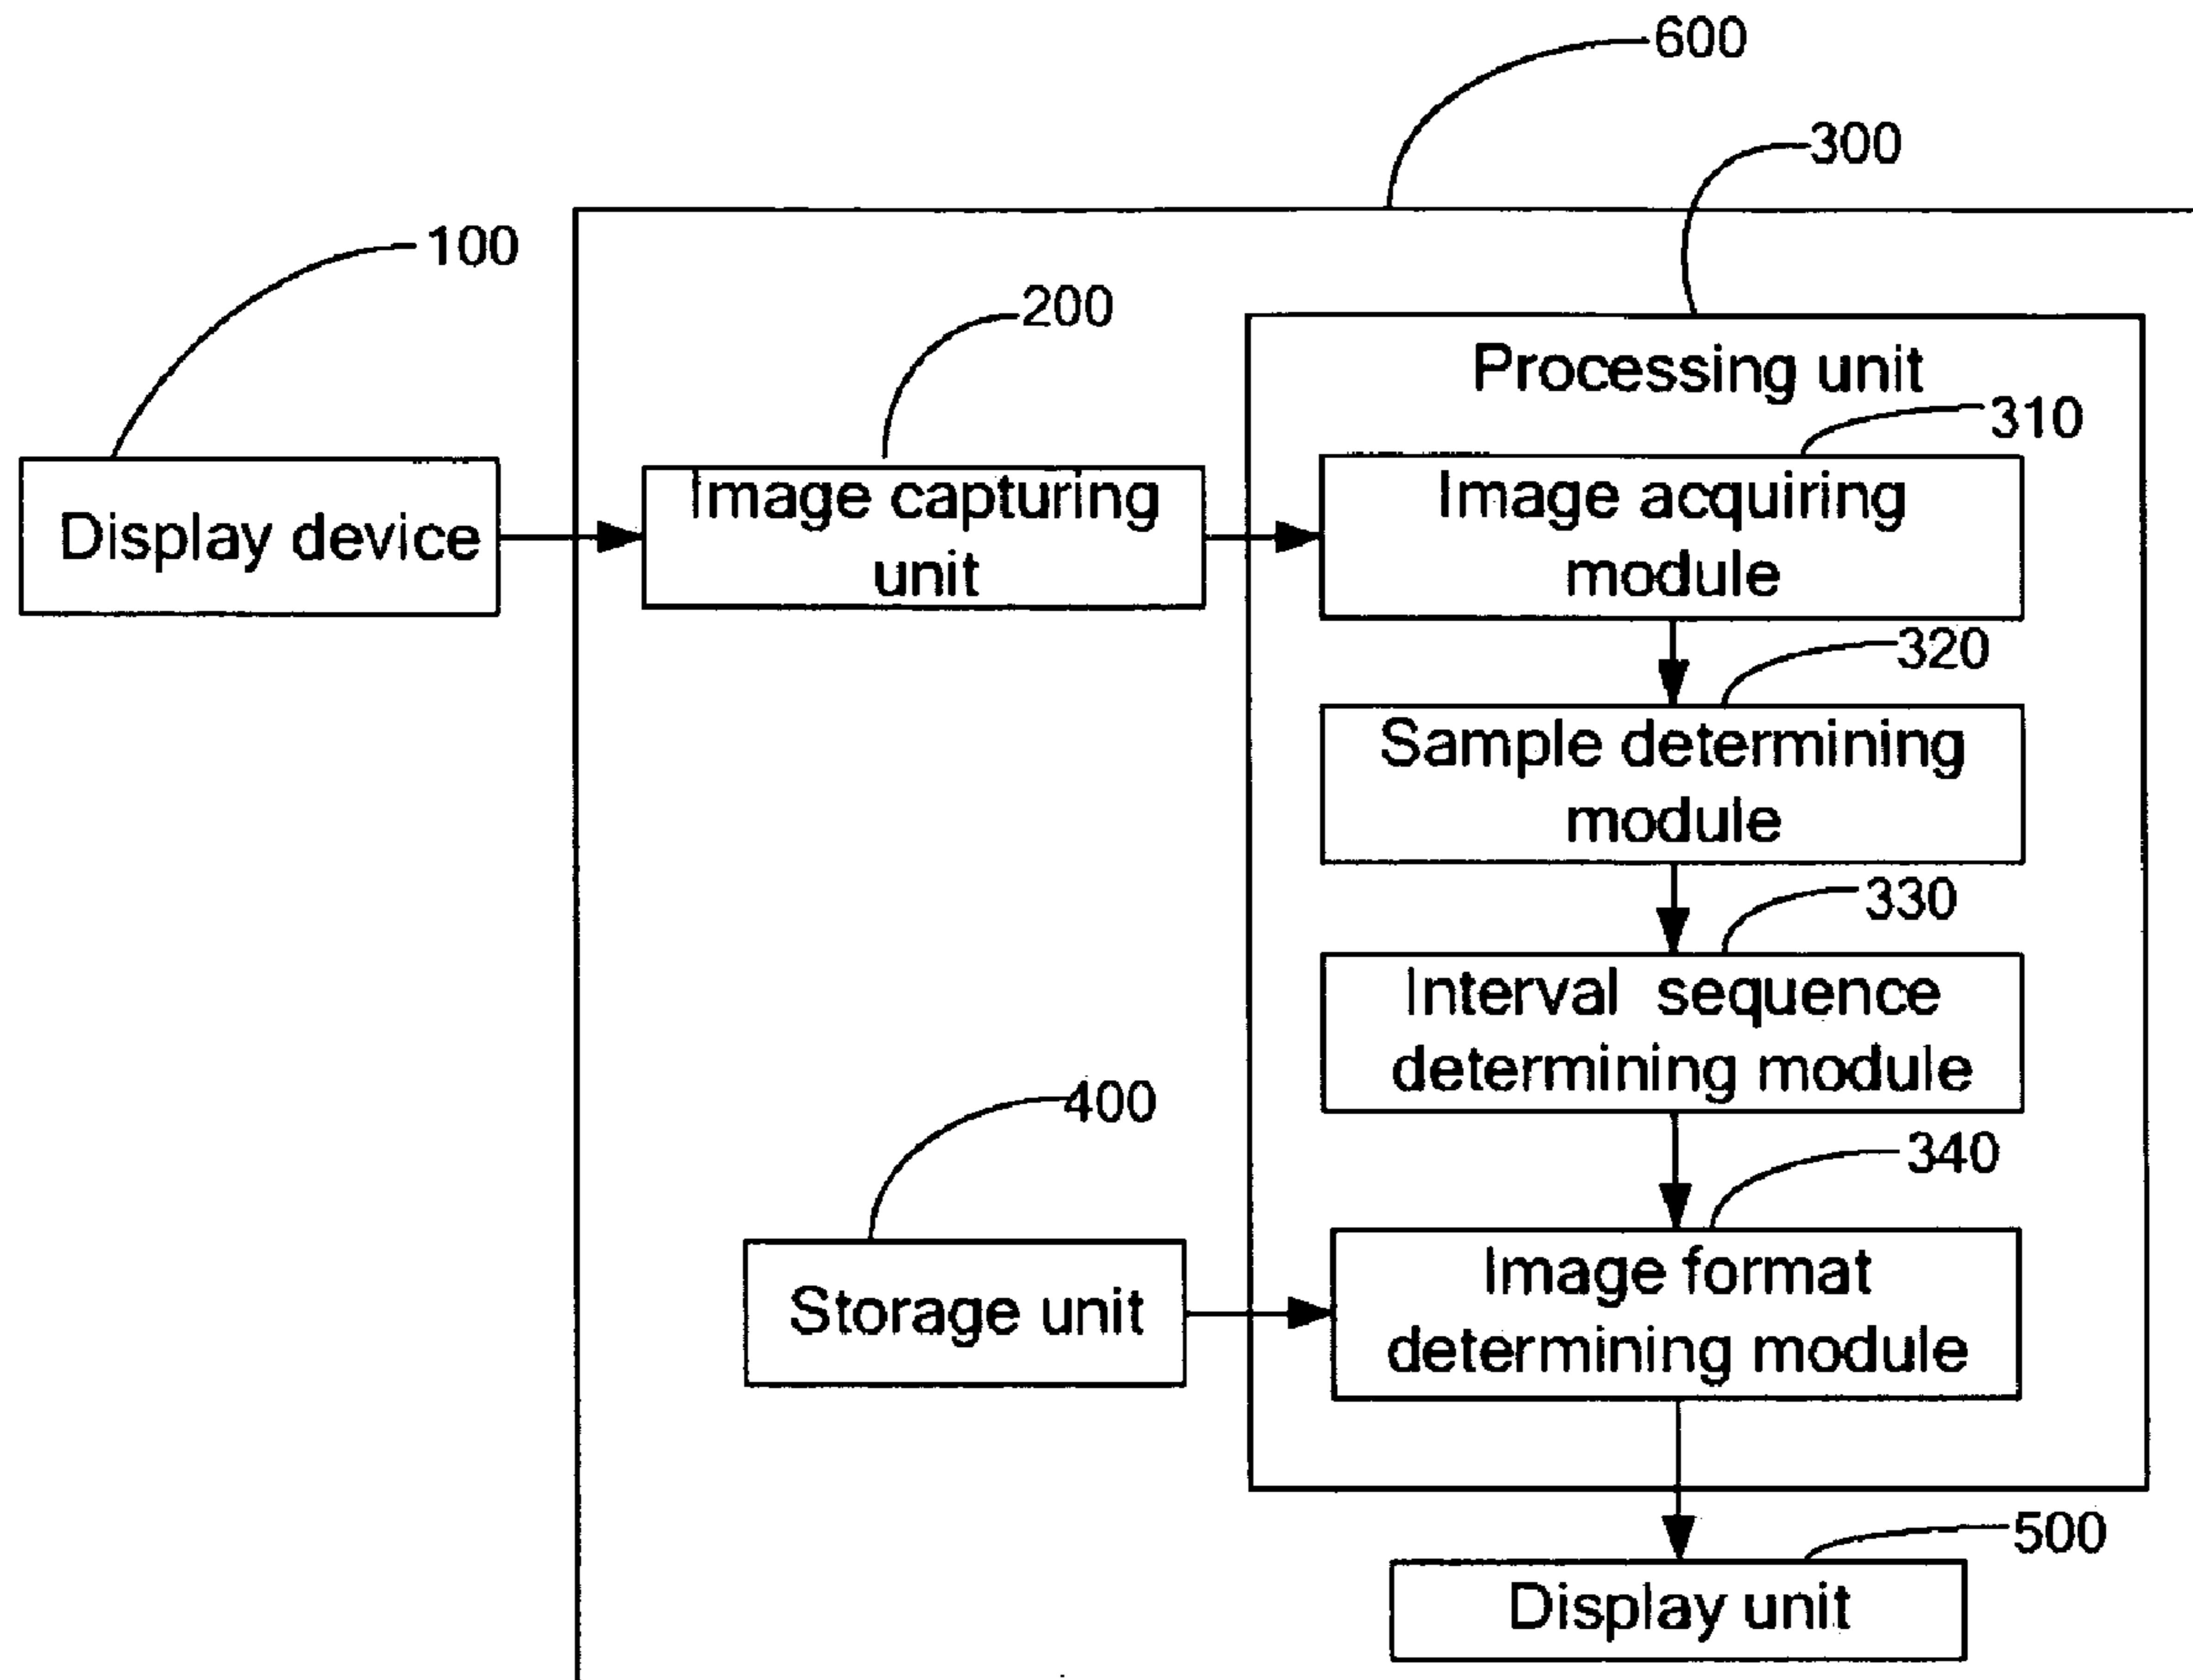 600
300
100
200
Processing unit
310
Display device
Image capturing
unit
Image acquiring
module
320
Sample determining
module
330
Interval sequence
determining module
400
340
Storage unit
Image format
determining module
500
Display unit